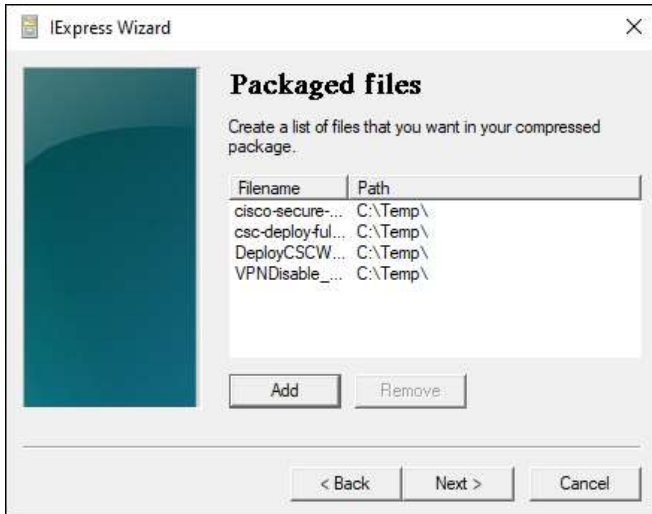 IExpress Wizard
Packaged files
Create a list of files that you want in your compressed
package.
Filename Path
cisco-secure-... C:\Temp\
csc-deploy-ful... C:\Temp\
DeployCSCW... C:\Temp\
VPNDisable_... C:\Temp\
Add Remove
< Back Next > Cancel